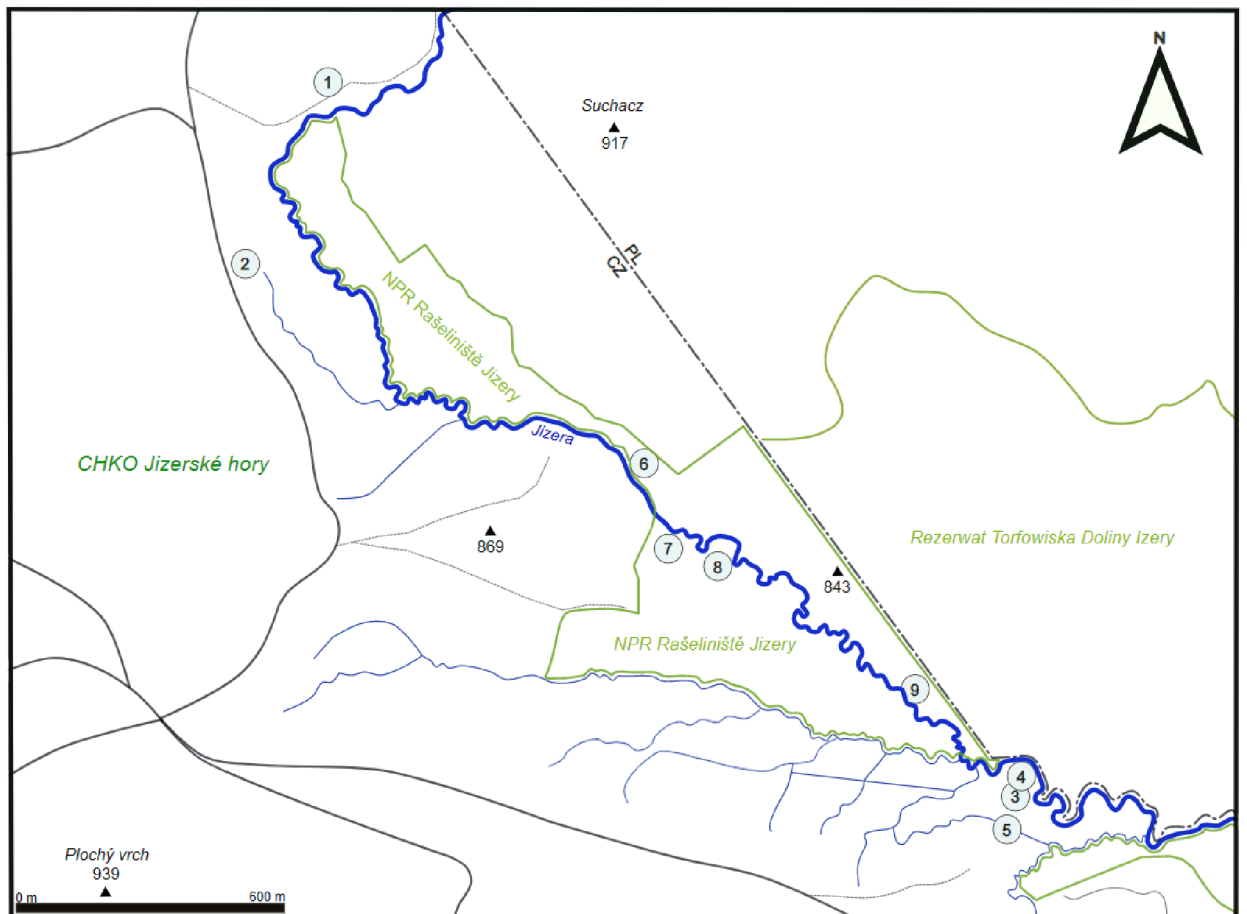 N
1
Suchacz
917
2
PL
CZ
NPR Rašeliniště Jizery
Jizera
CHKO Jizerské hory
6
869
7
8
Rezerwat Torfowiska Doliny Izery
843
NPR Rašeliniště Jizery
9
4
3
5
Plochý vrch
939
0 m
600 m